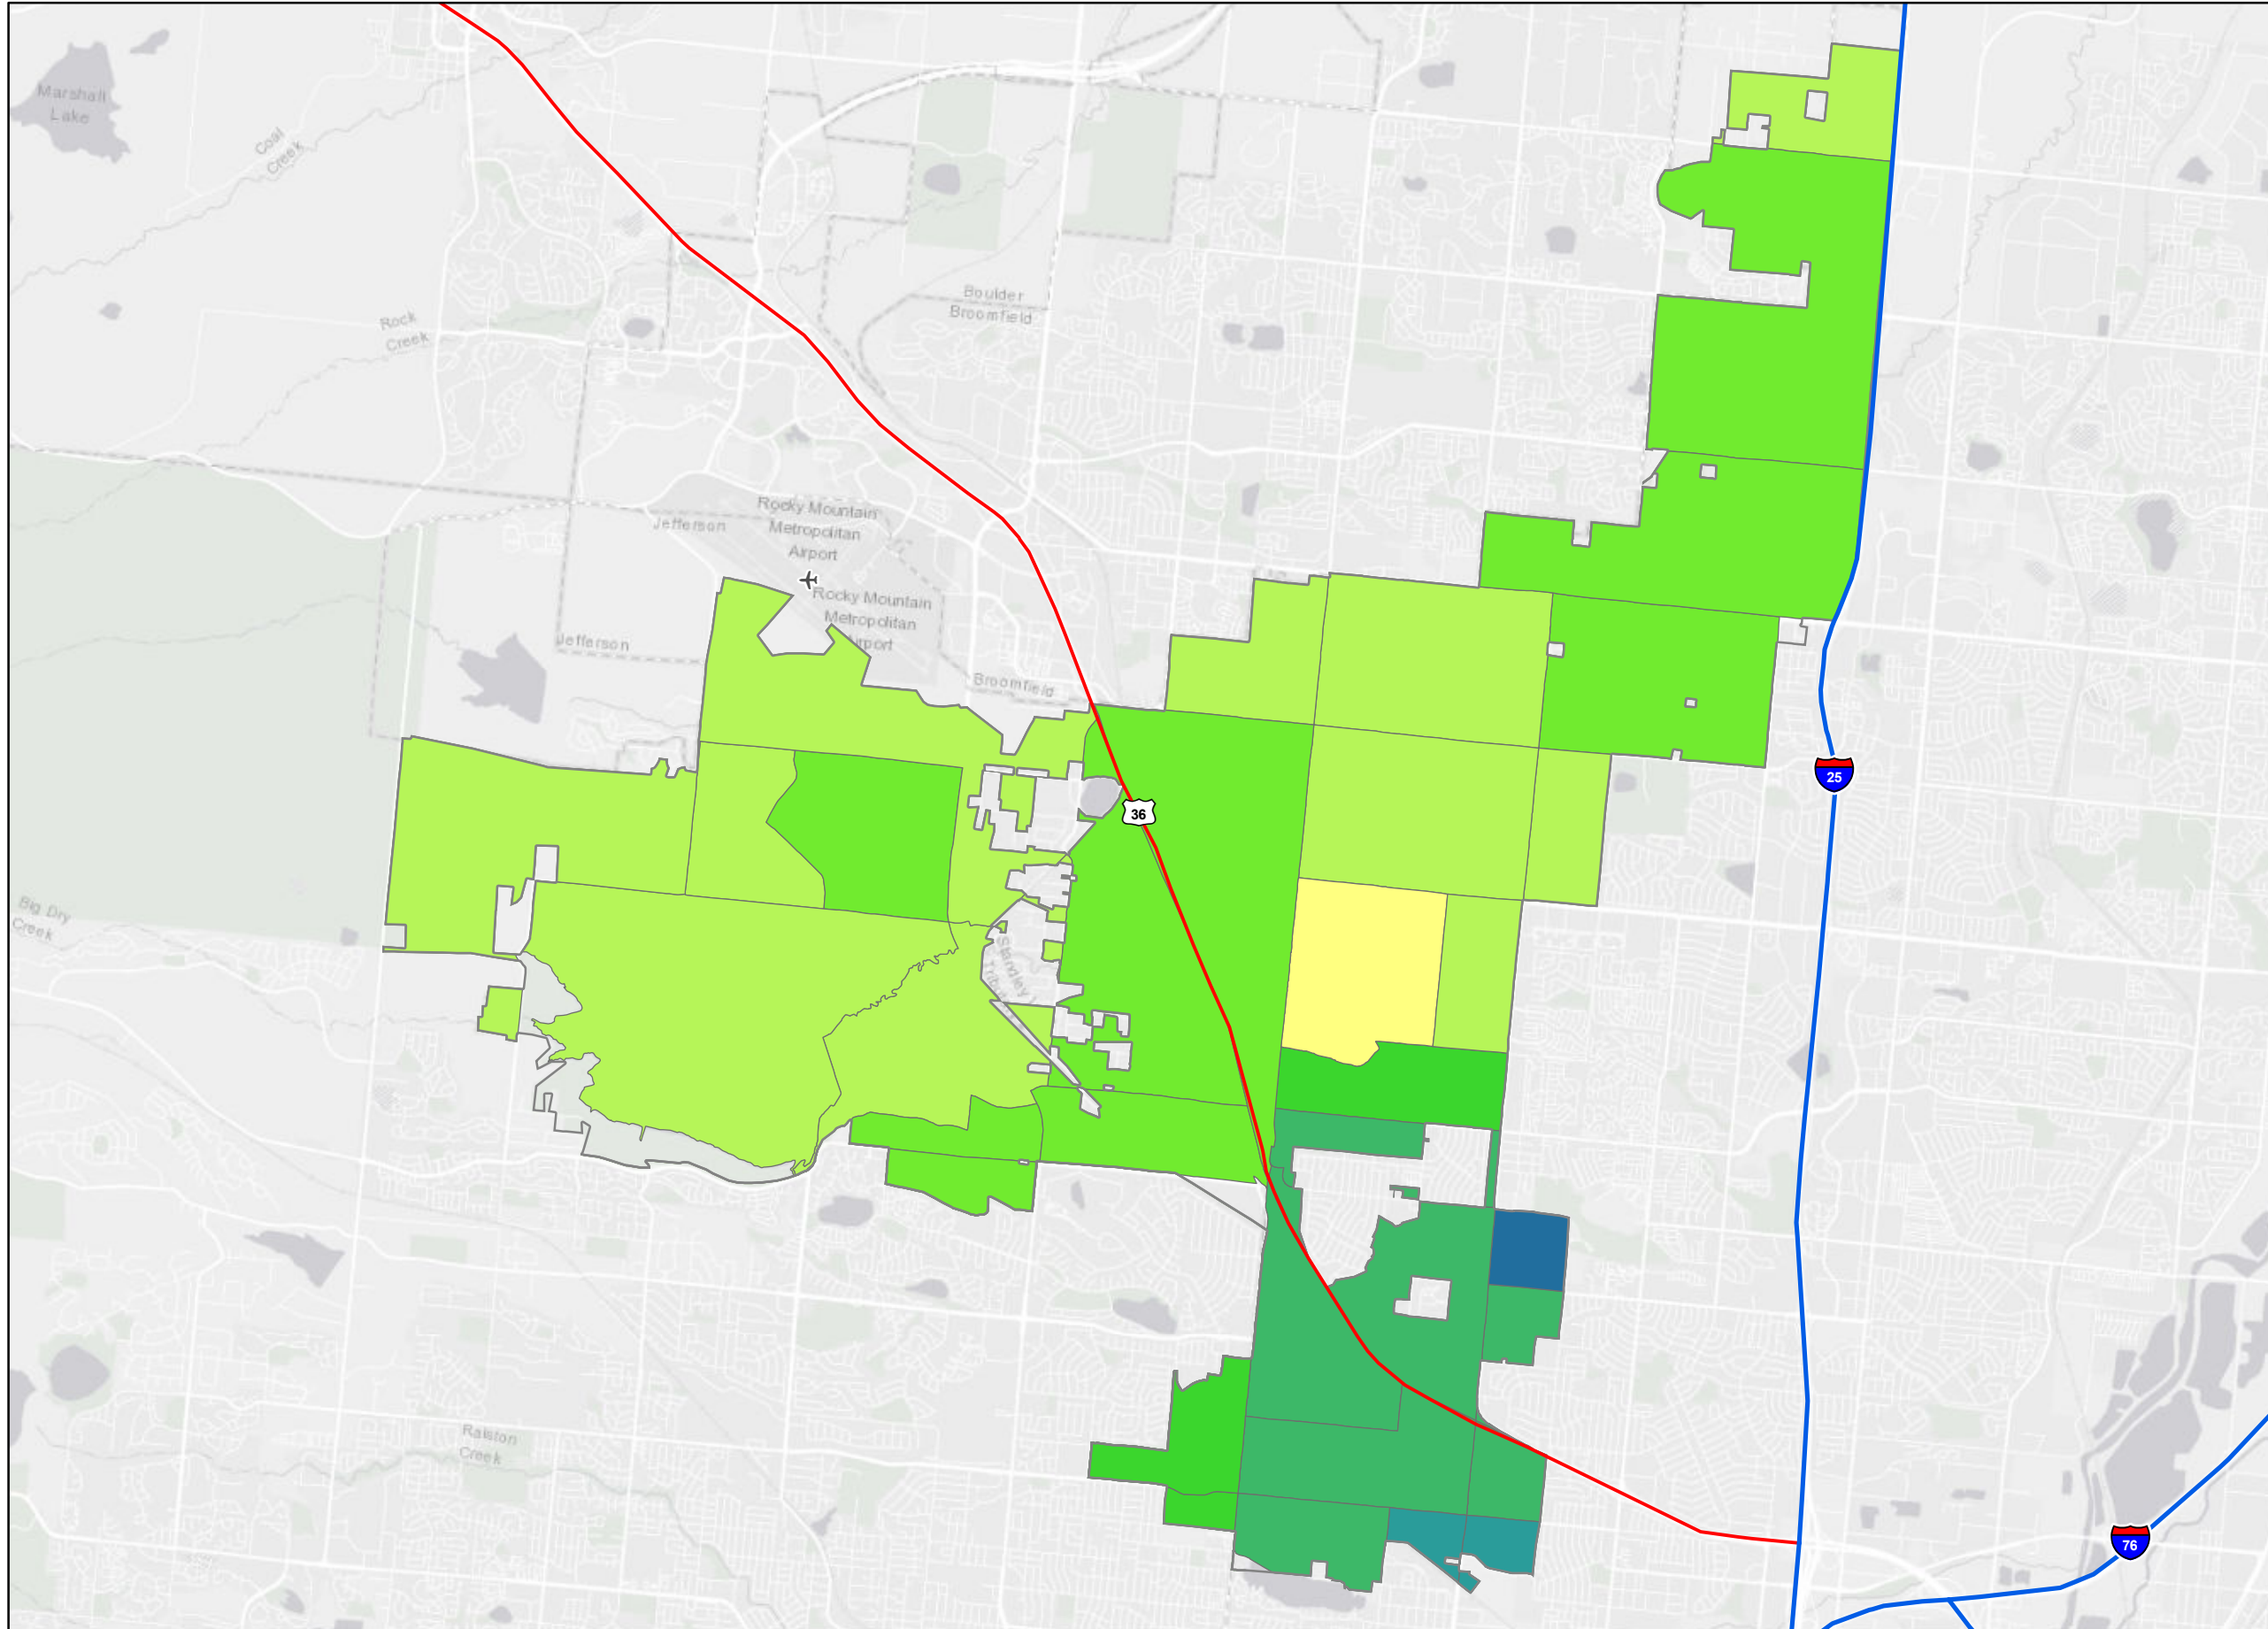 Marshall
Lake
Coal
Creek
Boulder
Broomfield
Rock
Creek
Rocky Mountain
Metropolitan
Airport
Jefferson
Rocky Mountain
Metropolitan
Airport
Jefferson
Broomfield
25
36
Big Dry
Creek
Standley
Ralston
Creek
76